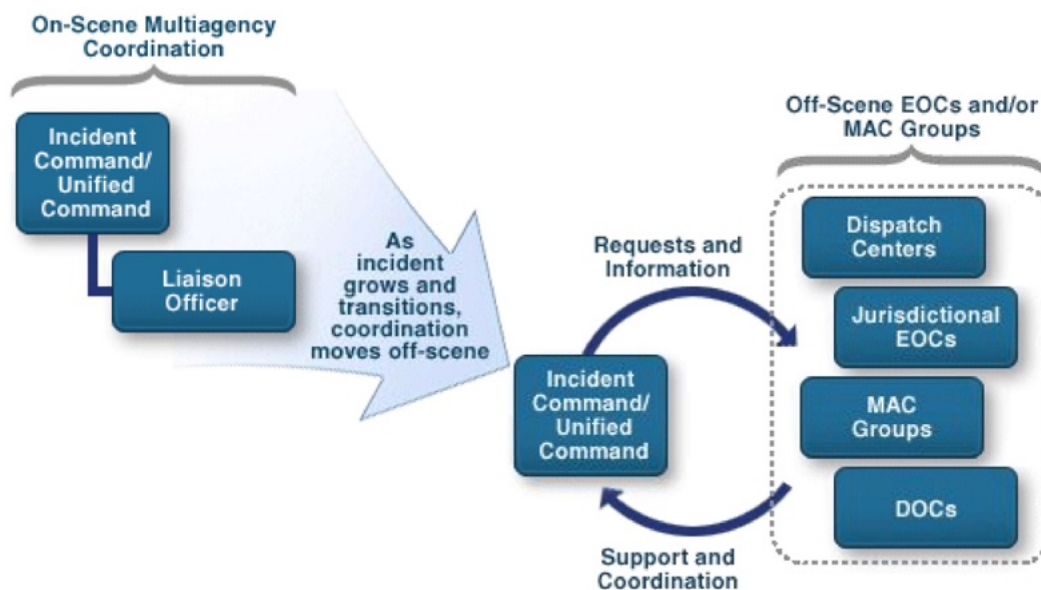 On-Scene Multiagency
Coordination
Incident
Command/
Unified
Command
Liaison
Officer
As
incident
grows and
transitions,
coordination
moves off-scene
Incident
Command/
Unified
Command
Requests and
Information
Support and
Coordination
Off-Scene EOCs and/or
MAC Groups
Dispatch
Centers
Jurisdictional
EOCs
MAC
Groups
DOCs